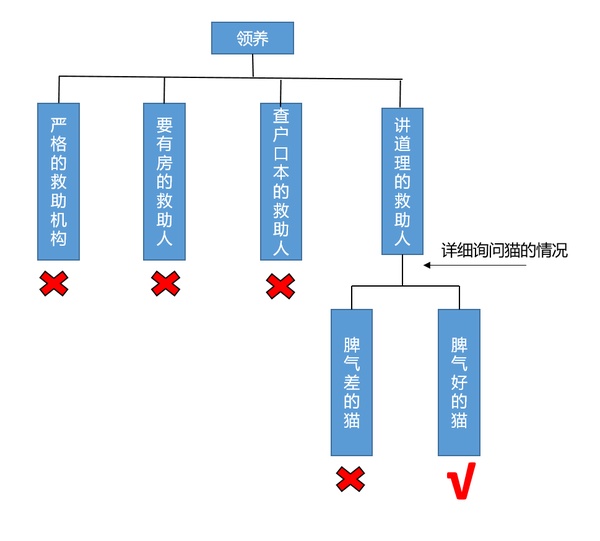 领养
严格的救助机构
要有房的救助人
查户口本的救助人
讲道理的救助人
详细询问猫的情况
脾气差的猫
脾气好的猫